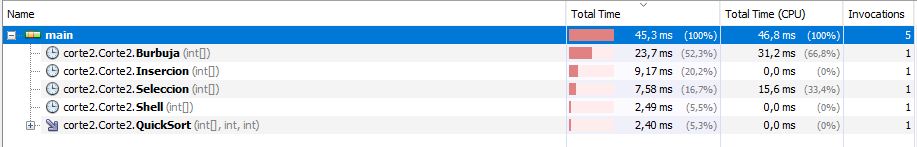 Name Total Time Total Time (CPU) Invocations
main 45,3 ms (100%) 46,8 ms (100%) 5
corte2.Corte2.Burbuja (int[]) 23,7 ms (52,3%) 31,2 ms (66,8%) 1
corte2.Corte2.Insercion (int[]) 9,17 ms (20,2%) 0,0 ms (0%) 1
corte2.Corte2.Seleccion (int[]) 7,58 ms (16,7%) 15,6 ms (33,4%) 1
corte2.Corte2.Shell (int[]) 2,49 ms (5,5%) 0,0 ms (0%) 1
corte2.Corte2.QuickSort (int[], int, int) 2,40 ms (5,3%) 0,0 ms (0%) 1